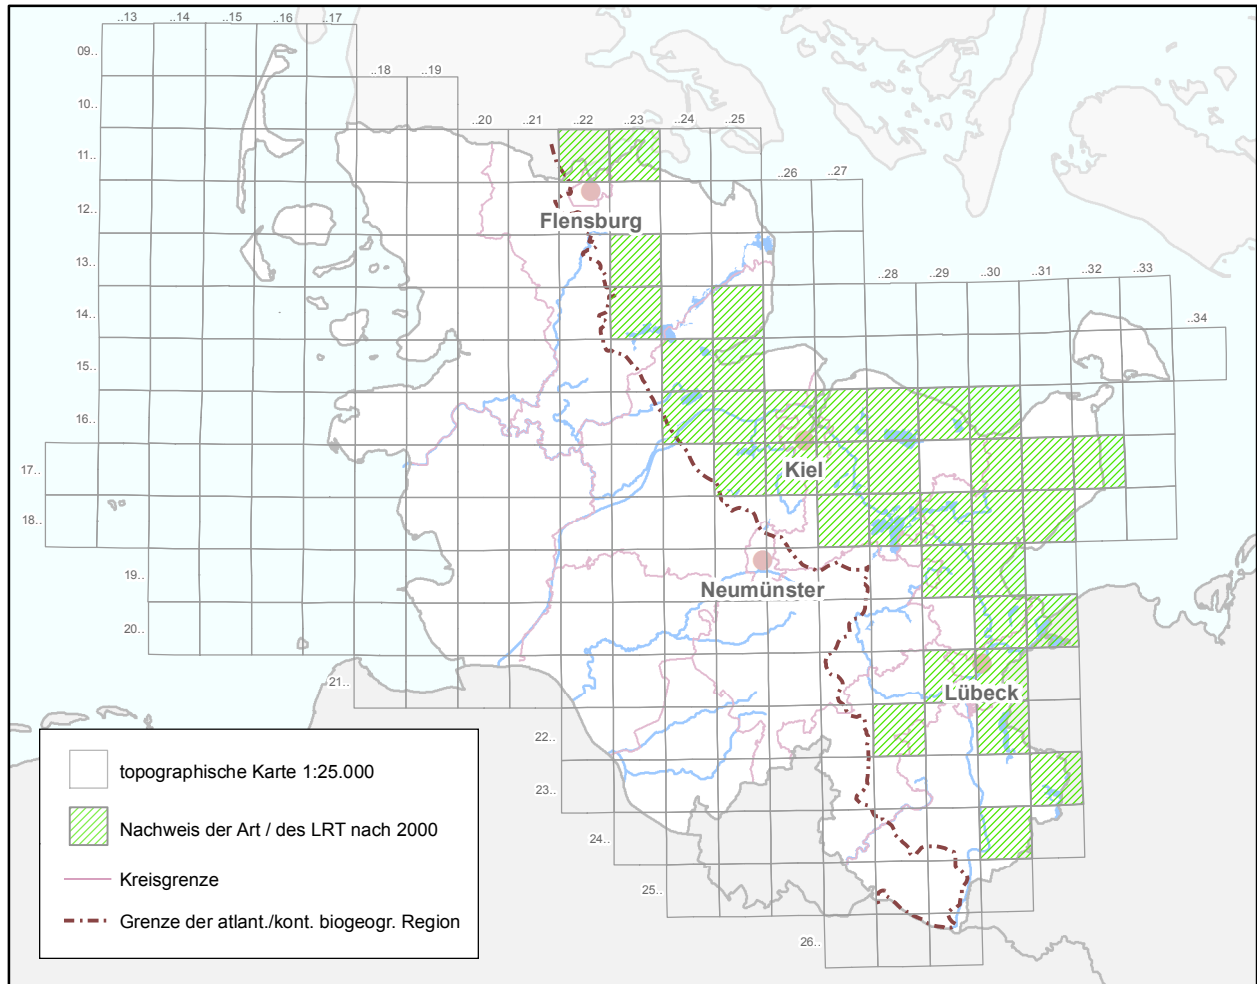 ..13 ..14 ..15 ..16 ..17
09..
..18 ..19
10..
..20 ..21 ..22 ..23 ..24 ..25
11..
..26 ..27
12..
Flensburg
13..
..28 ..29 ..30 ..31 ..32 ..33
14..
..34
15..
16..
17..
Kiel
18..
19..
Neumünster
20..
21..
Lübeck
22..
23..
24..
25..
26..
topographische Karte 1:25.000
Nachweis der Art / des LRT nach 2000
Kreisgrenze
Grenze der atlant./kont. biogeogr. Region